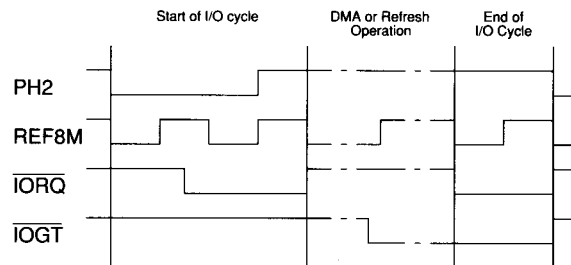 Start of I/O cycle
DMA or Refresh
Operation
End of
I/O Cycle
PH2
REF8M
IORQ
IOGT